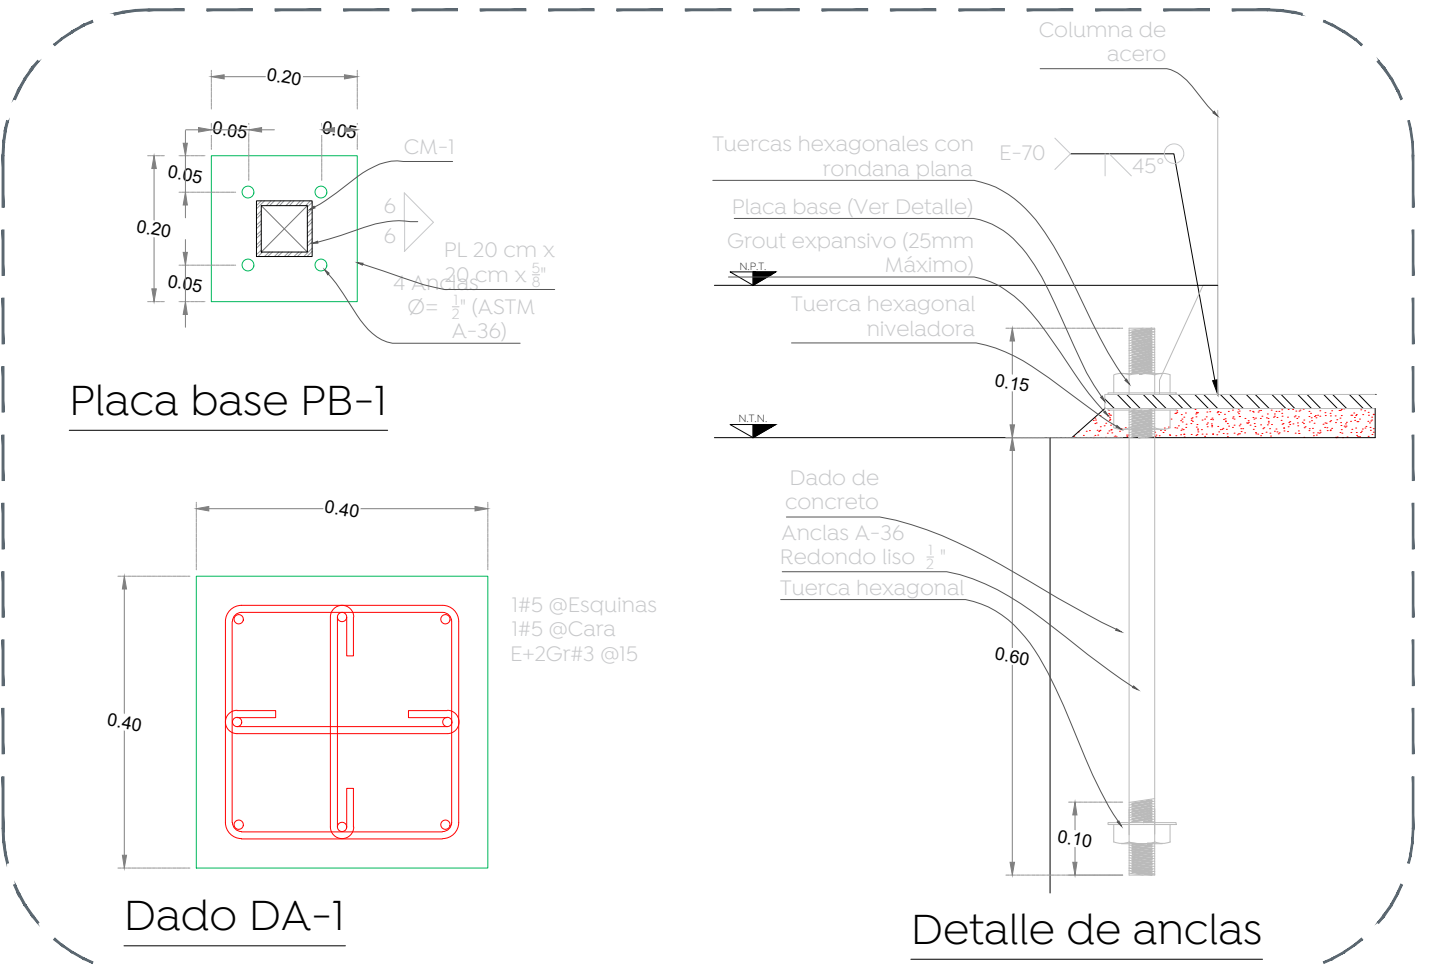 0.20
0.05
0.05
0.05
0.20
0.05
CM-1
6
6
PL 20 cm x
20 cm x 5/8"
4 Anclas
Ø= 1/2" (ASTM
A-36)
Placa base PB-1
0.40
0.40
1#5 @Esquinas
1#5 @Cara
E+2Gr#3 @15
Dado DA-1
Columna de
acero
Tuercas hexagonales con
rondana plana
E-70
45°
Placa base (Ver Detalle)
Grout expansivo (25mm
Máximo)
N.P.T.
Tuerca hexagonal
niveladora
0.15
N.T.N.
Dado de
concreto
Anclas A-36
Redondo liso 1/2"
Tuerca hexagonal
0.60
0.10
Detalle de anclas